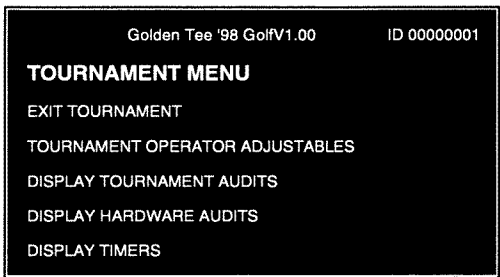 Golden Tee '98 GolfV1.00 ID 00000001
TOURNAMENT MENU
EXIT TOURNAMENT
TOURNAMENT OPERATOR ADJUSTABLES
DISPLAY TOURNAMENT AUDITS
DISPLAY HARDWARE AUDITS
DISPLAY TIMERS